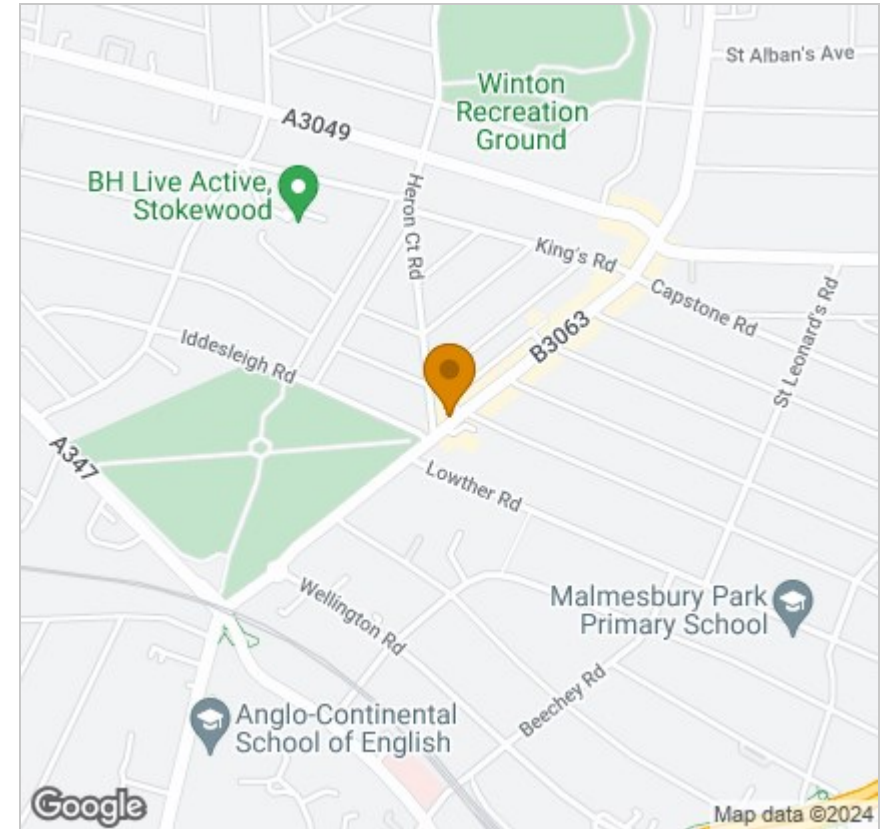 St Alban's Ave
Winton
Recreation
Ground
A3049
BH Live Active,
Stokewood
Heron Ct Rd
King's Rd
Capstone Rd
St Leonard's Rd
B3063
Iddesleigh Rd
A347
Lowther Rd
Wellington Rd
Malmesbury Park
Primary School
Beechey Rd
Anglo-Continental
School of English
Google
Map data ©2024